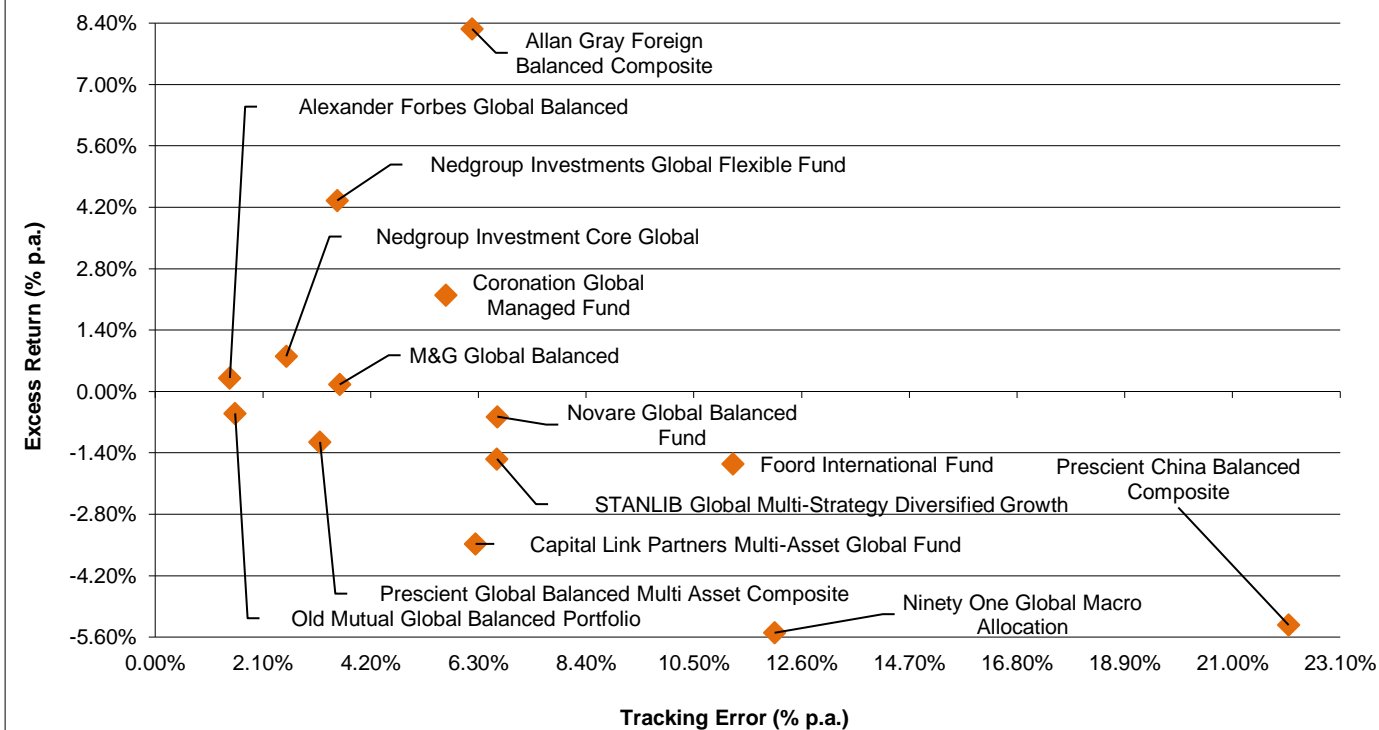 8.40%
7.00%
5.60%
4.20%
2.80%
1.40%
0.00%
-1.40%
-2.80%
-4.20%
-5.60%
Excess Return (% p.a.)
Allan Gray Foreign
Balanced Composite
Alexander Forbes Global Balanced
Nedgroup Investments Global Flexible Fund
Nedgroup Investment Core Global
Coronation Global
Managed Fund
M&G Global Balanced
Novare Global Balanced
Fund
Foord International Fund
Prescient China Balanced
Composite
STANLIB Global Multi-Strategy Diversified Growth
Capital Link Partners Multi-Asset Global Fund
Prescient Global Balanced Multi Asset Composite
Old Mutual Global Balanced Portfolio
Ninety One Global Macro
Allocation
0.00% 2.10% 4.20% 6.30% 8.40% 10.50% 12.60% 14.70% 16.80% 18.90% 21.00% 23.10%
Tracking Error (% p.a.)